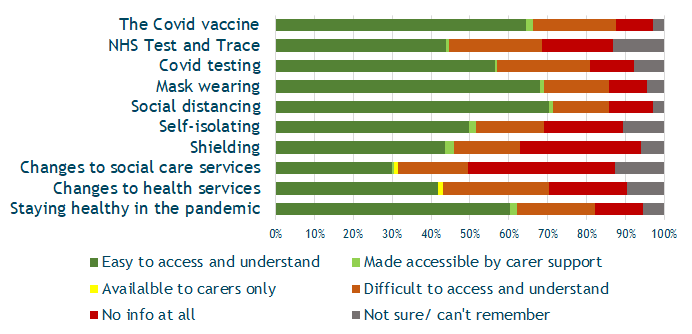 The Covid vaccine
NHS Test and Trace
Covid testing
Mask wearing
Social distancing
Self-isolating
Shielding
Changes to social care services
Changes to health services
Staying healthy in the pandemic
0% 10% 20% 30% 40% 50% 60% 70% 80% 90% 100%
Easy to access and understand Made accessible by carer support
Availalble to carers only Difficult to access and understand
No info at all Not sure/ can't remember